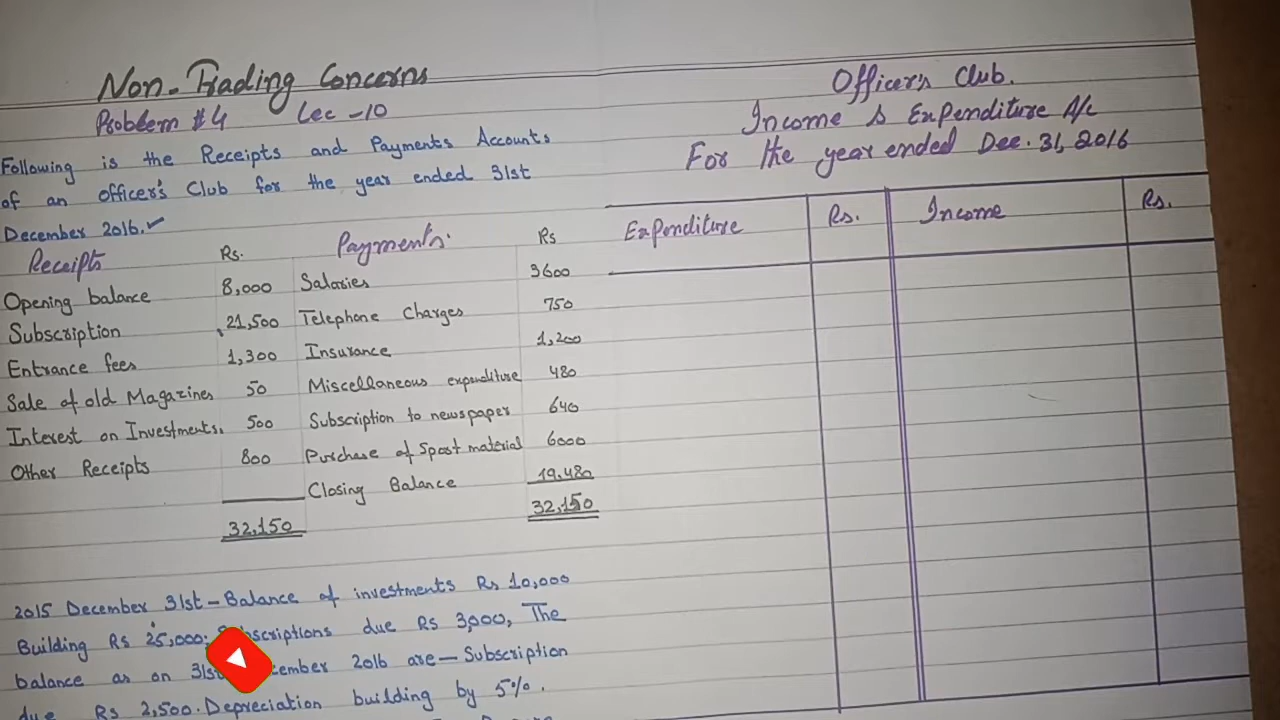 Non-Trading Concerns
Problem #4 Lec-10
Following is the Receipts and Payments Accounts
of an officer's Club for the year ended 31st
December 2016.
Receipts Rs. Payments. Rs
Opening balance 8,000 Salaries 3600
Subscription 21,500 Telephone Charges 750
Entrance fees 1,300 Insurance 1,200
Sale of old Magazines 50 Miscellaneous expenditure 480
Interest on Investments. 500 Subscription to newspaper 640
Other Receipts 800 Purchase of Spost material 6000
Closing Balance 19,480
32,150 32,150
2015 December 31st - Balance of investments Rs 10,000
Building Rs 25,000; due Rs 3,000, The
balance as on 31st 2016 are - Subscription
due Rs 2,500. Depreciation building by 5%.
Officer's Club.
Income & Expenditure A/c
For the year ended Dec. 31, 2016
Expenditure Rs. Income Rs.